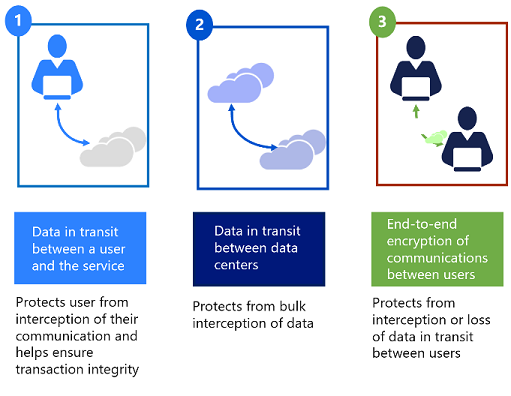 1
2
3
Data in transit
between a user
and the service
Data in transit
between data
centers
End-to-end
encryption of
communications
between users
Protects user from
interception of their
communication and
helps ensure
transaction integrity
Protects from bulk
interception of data
Protects from
interception or loss
of data in transit
between users